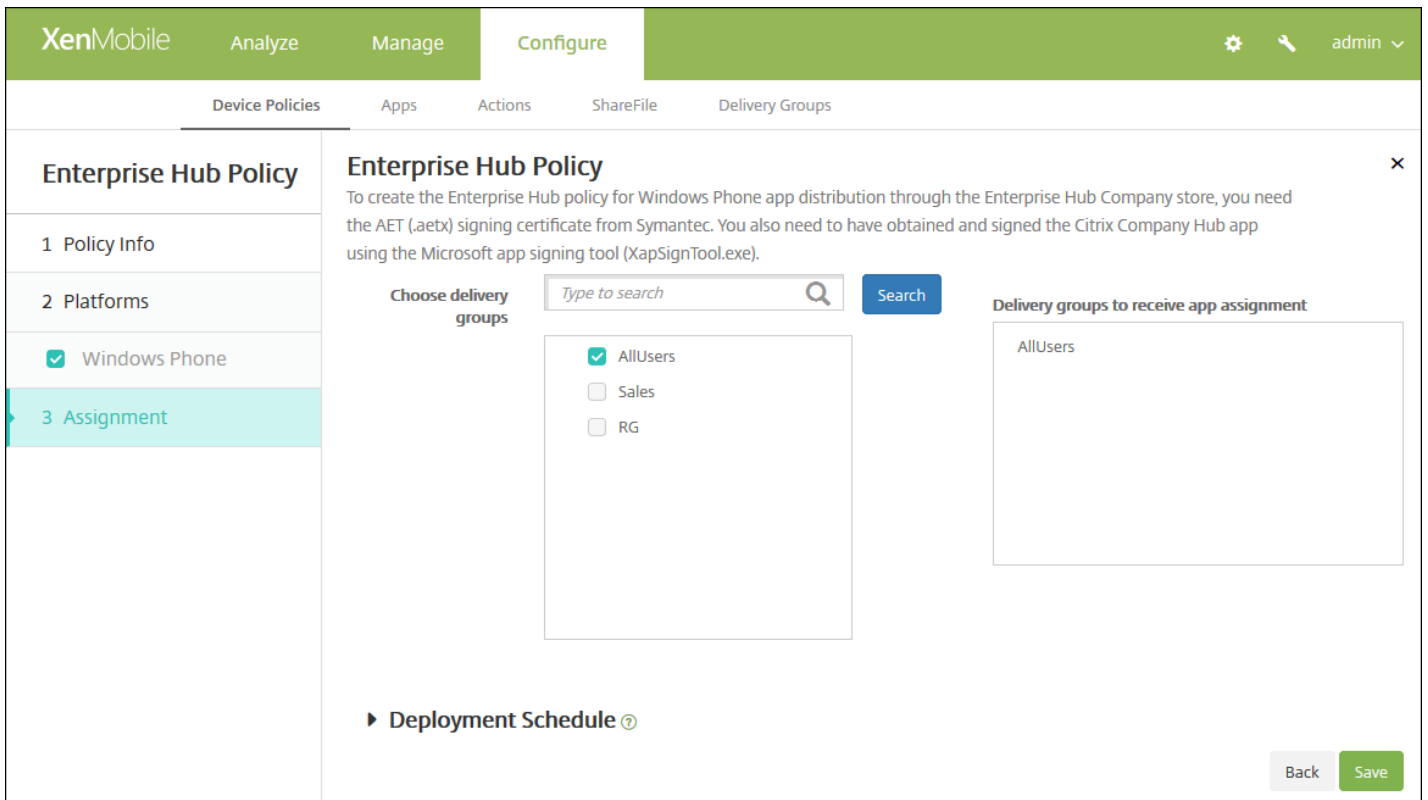 XenMobile Analyze Manage Configure admin
Device Policies Apps Actions ShareFile Delivery Groups
Enterprise Hub Policy
1 Policy Info
2 Platforms
Windows Phone
3 Assignment
Enterprise Hub Policy
To create the Enterprise Hub policy for Windows Phone app distribution through the Enterprise Hub Company store, you need
the AET (.aetx) signing certificate from Symantec. You also need to have obtained and signed the Citrix Company Hub app
using the Microsoft app signing tool (XapSignTool.exe).
Choose delivery
groups
Type to search
Search
AllUsers
Sales
RG
Delivery groups to receive app assignment
AllUsers
Deployment Schedule ?
Back Save